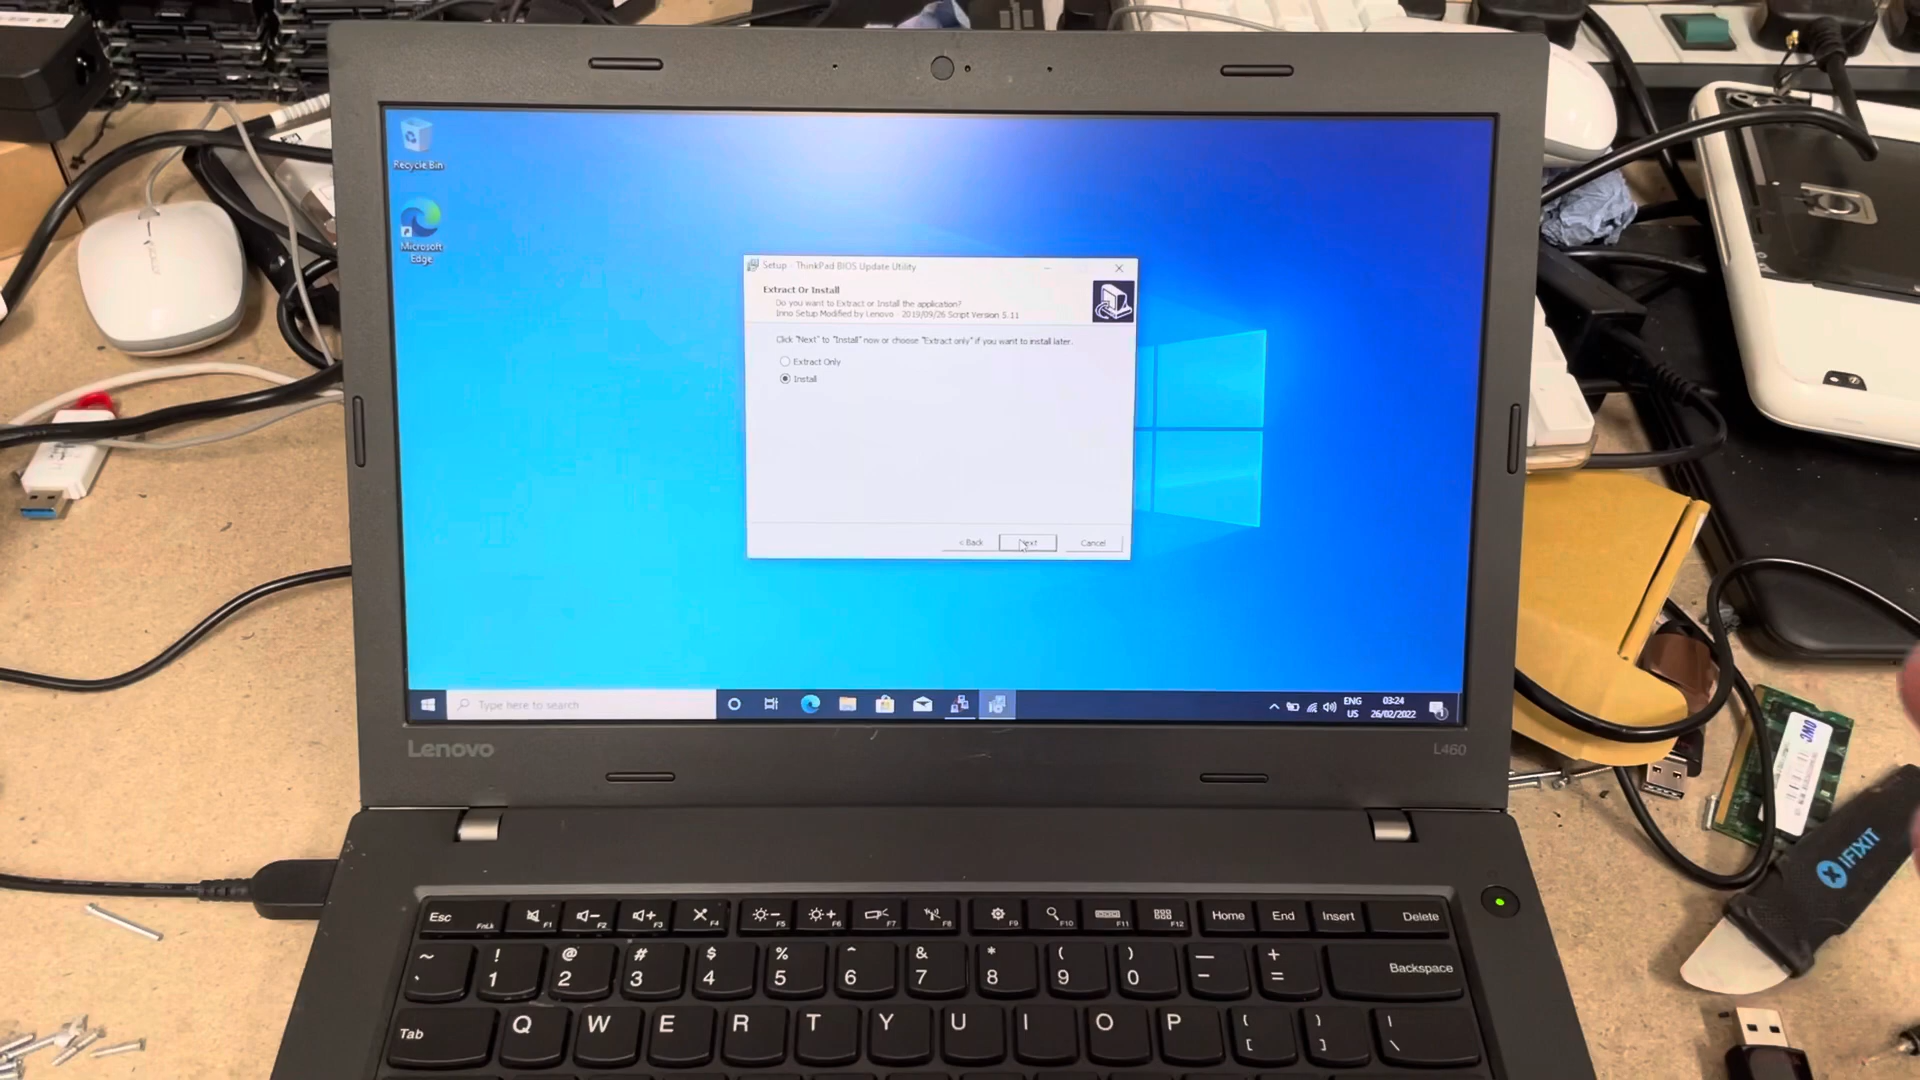 Recycle Bin
Microsoft
Edge
Setup - ThinkPad BIOS Update Utility
Extract Or Install
Do you want to Extract or Install the application?
Inno Setup Modified by Lenovo - 2019/09/26 Script Version 5.11
Click "Next" to "Install" now or choose "Extract only" if you want to install later.
Extract Only
Install
< Back
Next
Cancel
Type here to search
ENG
US
03:24
26/02/2022
Lenovo
L460
IFIXIT
Esc
FnLk
F1
F2
F3
F4
F5
F6
F7
F8
F9
F10
F11
F12
Home
End
Insert
Delete
~ ! @ # $ % ^ & * ( ) — +
` 1 2 3 4 5 6 7 8 9 0 - =
Backspace
Tab
Q W E R T Y U I O P { } |
[ ] \